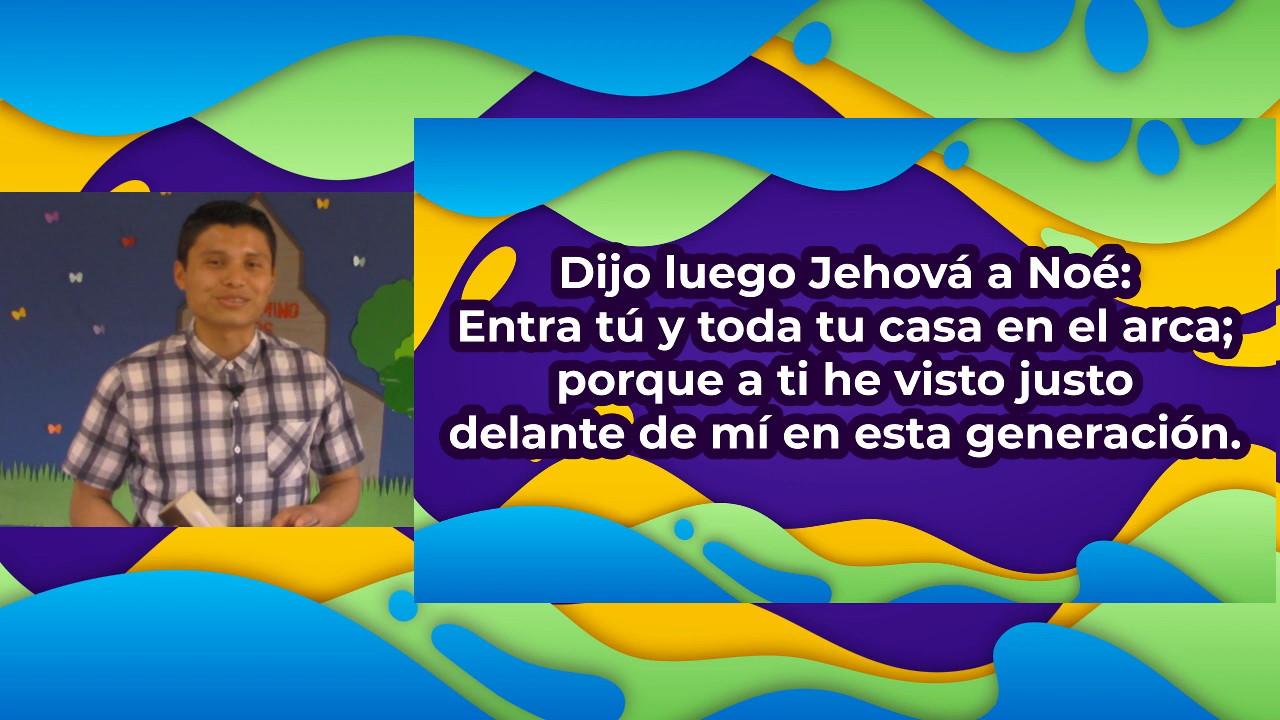 Dijo luego Jehová a Noé:
Entra tú y toda tu casa en el arca;
porque a ti he visto justo
delante de mí en esta generación.